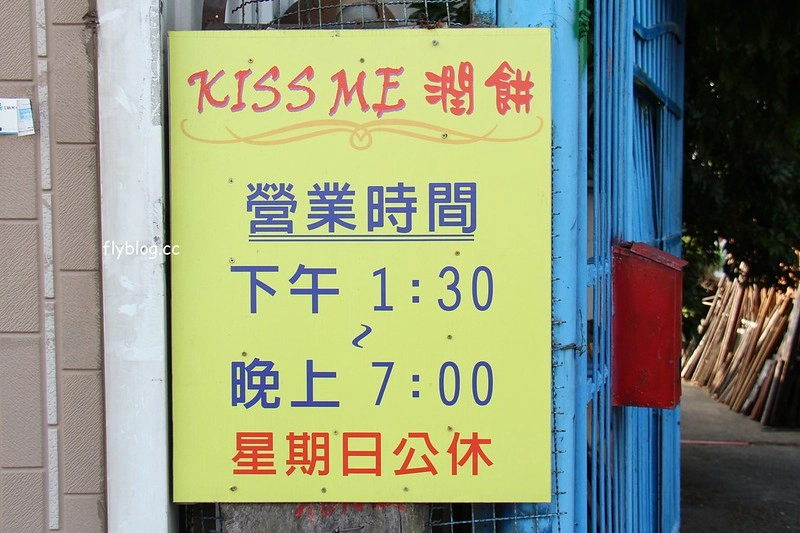 KISS ME 潤餅
營業時間
下午 1:30
~
晚上 7:00
星期日公休
flyblog.cc